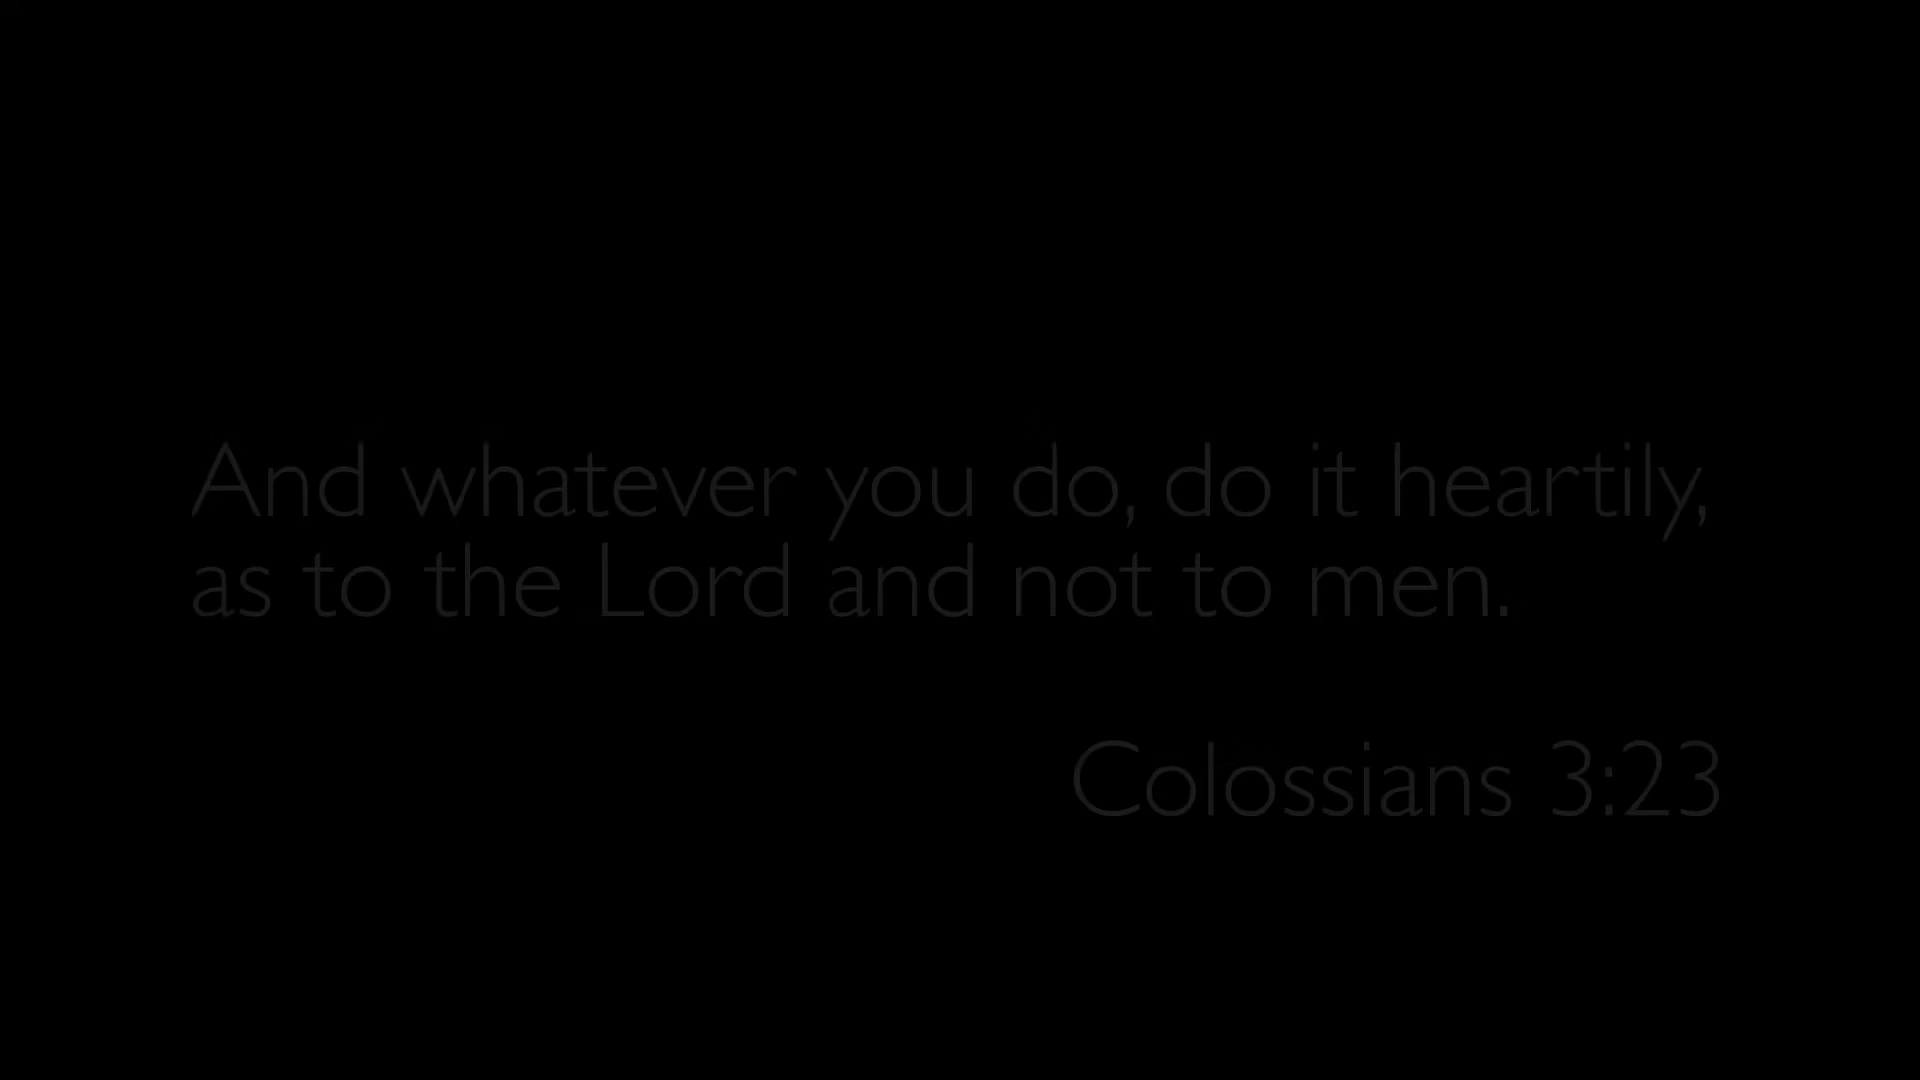 And whatever you do, do it heartily,
as to the Lord and not to men.
Colossians 3:23